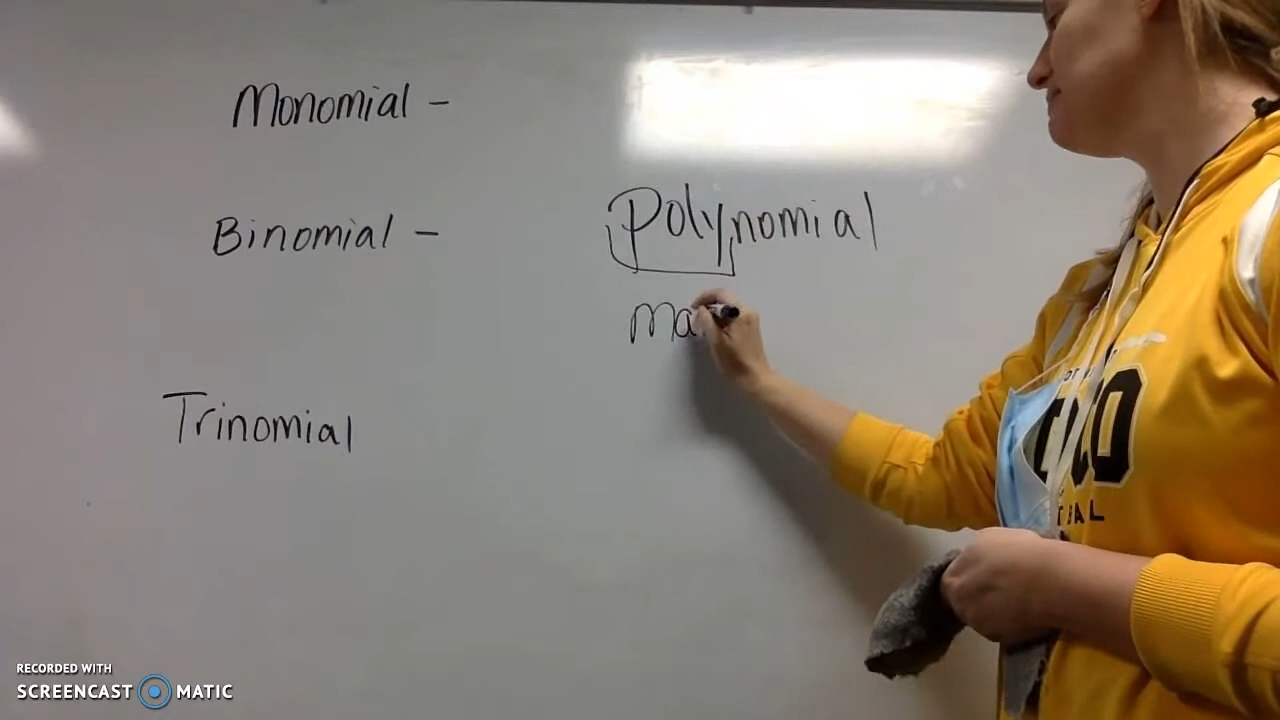 Monomial -
Binomial -
Trinomial
Polynomial
RECORDED WITH
SCREENCAST MATIC